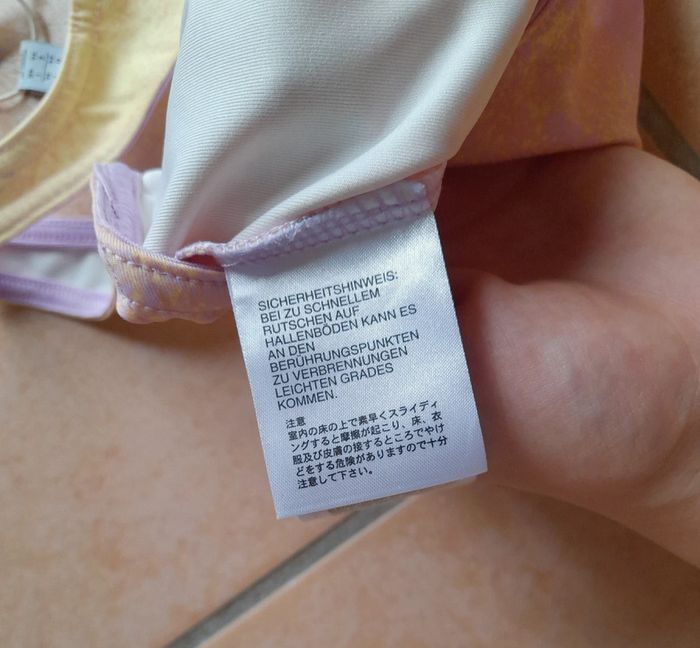 SICHERHEITSHINWEIS:
BEI ZU SCHNELLEM
RUTSCHEN AUF
HALLENBÖDEN KANN ES
AN DEN
BERÜHRUNGSPUNKTEN
ZU VERBRENNUNGEN
LEICHTEN GRADES
KOMMEN.
注意
室内の床の上で素早くスライディ
ングすると摩擦が起こり、床、衣
服及び皮膚の接するところでやけ
どをする危険がありますので十分
注意して下さい。